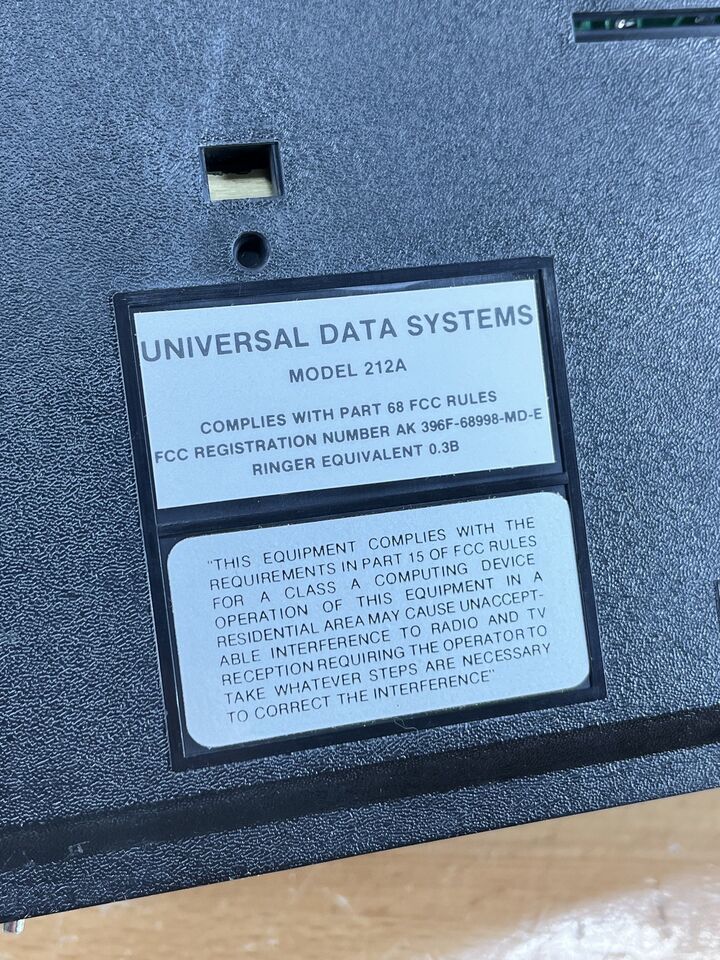 UNIVERSAL DATA SYSTEMS
MODEL 212A
COMPLIES WITH PART 68 FCC RULES
FCC REGISTRATION NUMBER AK 396F-68998-MD-E
RINGER EQUIVALENT 0.3B
"THIS EQUIPMENT COMPLIES WITH THE
REQUIREMENTS IN PART 15 OF FCC RULES
FOR A CLASS A COMPUTING DEVICE
OPERATION OF THIS EQUIPMENT IN A
RESIDENTIAL AREA MAY CAUSE UNACCEPT-
ABLE INTERFERENCE TO RADIO AND TV
RECEPTION REQUIRING THE OPERATOR TO
TAKE WHATEVER STEPS ARE NECESSARY
TO CORRECT THE INTERFERENCE"